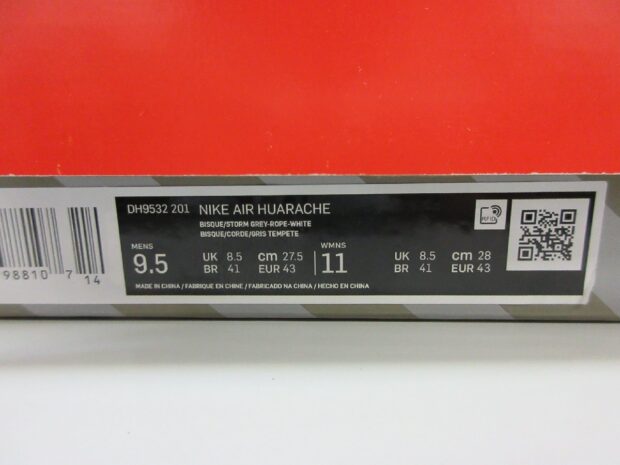 DH9532 201 NIKE AIR HUARACHE
BISQUE/STORM GREY-ROPE-WHITE
BISQUE/CORDE/GRIS TEMPETE
MENS
9.5
UK 8.5 cm 27.5
BR 41 EUR 43
WMNS
11
UK 8.5 cm 28
BR 41 EUR 43
MADE IN CHINA / FABRIQUE EN CHINE / FABRICADO NA CHINA / HECHO EN CHINA
RFID
98810 7 14